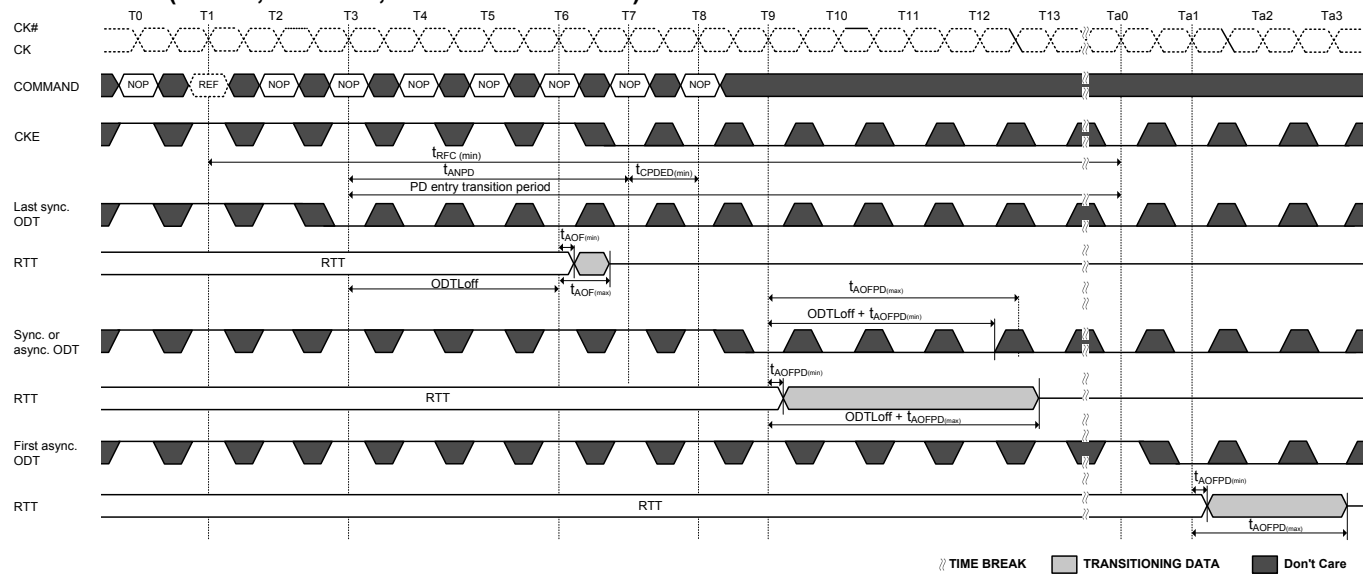 T0 T1 T2 T3 T4 T5 T6 T7 T8 T9 T10 T11 T12 T13 Ta0 Ta1 Ta2 Ta3
CK#
CK
COMMAND NOP REF NOP NOP NOP NOP NOP NOP NOP
CKE
tRFC (min)
tANPD tCPDED(min)
PD entry transition period
Last sync.
ODT
tAOF(min)
RTT RTT
ODTLoff tAOF(max)
tAOFPD(max)
ODTLoff + tAOFPD(min)
Sync. or
async. ODT
tAOFPD(min)
RTT RTT
ODTLoff + tAOFPD(max)
First async.
ODT
tAOFPD(min)
RTT RTT
tAOFPD(max)
TIME BREAK TRANSITIONING DATA Don't Care